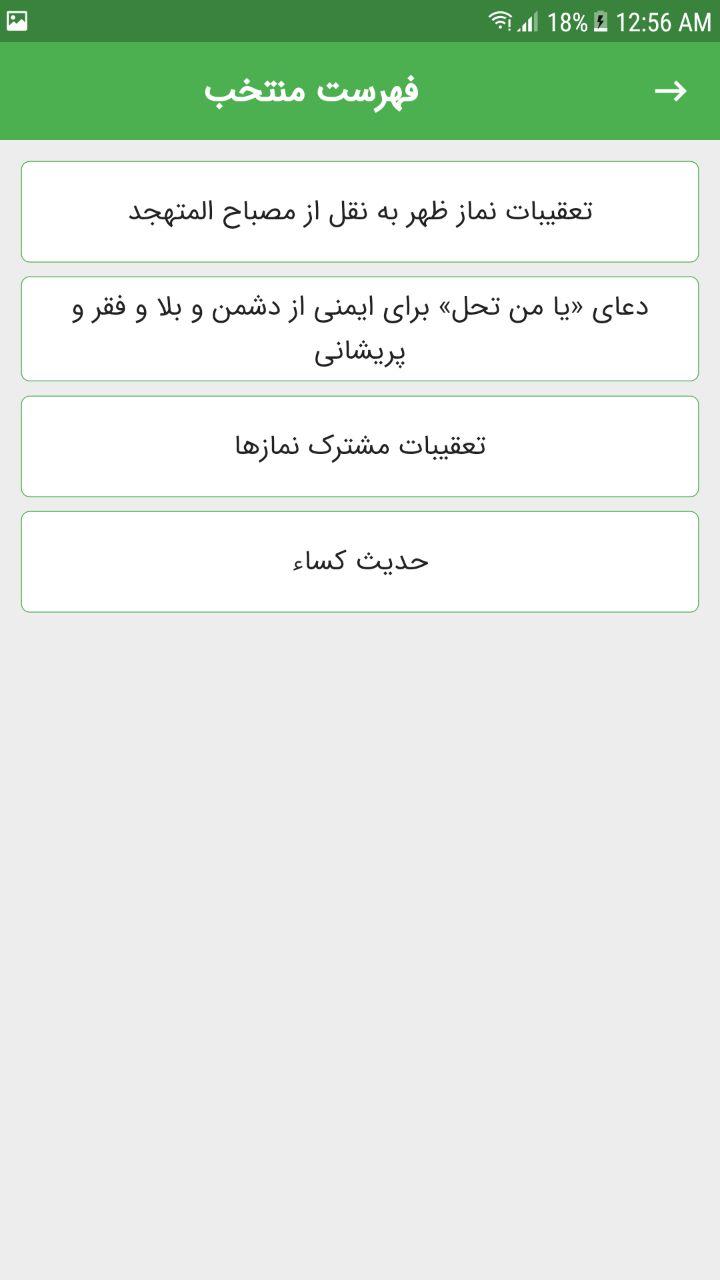 18% 12:56 AM
فهرست منتخب
تعقیبات نماز ظهر به نقل از مصباح المتهجد
دعای «یا من تحل» برای ایمنی از دشمن و بلا و فقر و
پریشانی
تعقیبات مشترک نمازها
حدیث کساء